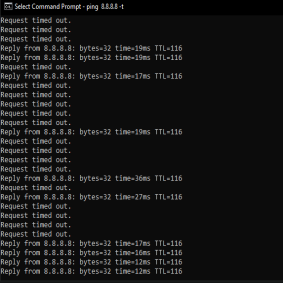 Select Command Prompt - ping 8.8.8.8 -t
Request timed out.
Request timed out.
Request timed out.
Reply from 8.8.8.8: bytes=32 time=19ms TTL=116
Reply from 8.8.8.8: bytes=32 time=19ms TTL=116
Request timed out.
Reply from 8.8.8.8: bytes=32 time=17ms TTL=116
Request timed out.
Request timed out.
Request timed out.
Request timed out.
Request timed out.
Reply from 8.8.8.8: bytes=32 time=19ms TTL=116
Request timed out.
Request timed out.
Request timed out.
Request timed out.
Reply from 8.8.8.8: bytes=32 time=36ms TTL=116
Request timed out.
Reply from 8.8.8.8: bytes=32 time=27ms TTL=116
Request timed out.
Request timed out.
Request timed out.
Request timed out.
Reply from 8.8.8.8: bytes=32 time=17ms TTL=116
Reply from 8.8.8.8: bytes=32 time=16ms TTL=116
Reply from 8.8.8.8: bytes=32 time=12ms TTL=116
Reply from 8.8.8.8: bytes=32 time=12ms TTL=116